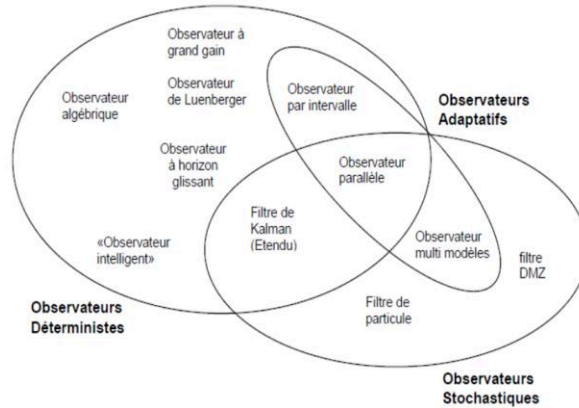 Observateur à
grand gain
Observateur
algébrique
Observateur
de Luenberger
Observateur
par intervalle
Observateurs
Adaptatifs
Observateur
à horizon
glissant
Observateur
parallèle
Filtre de
Kalman
(Etendu)
«Observateur
intelligent»
Observateur
multi modèles
filtre
DMZ
Observateurs
Déterministes
Filtre de
particule
Observateurs
Stochastiques